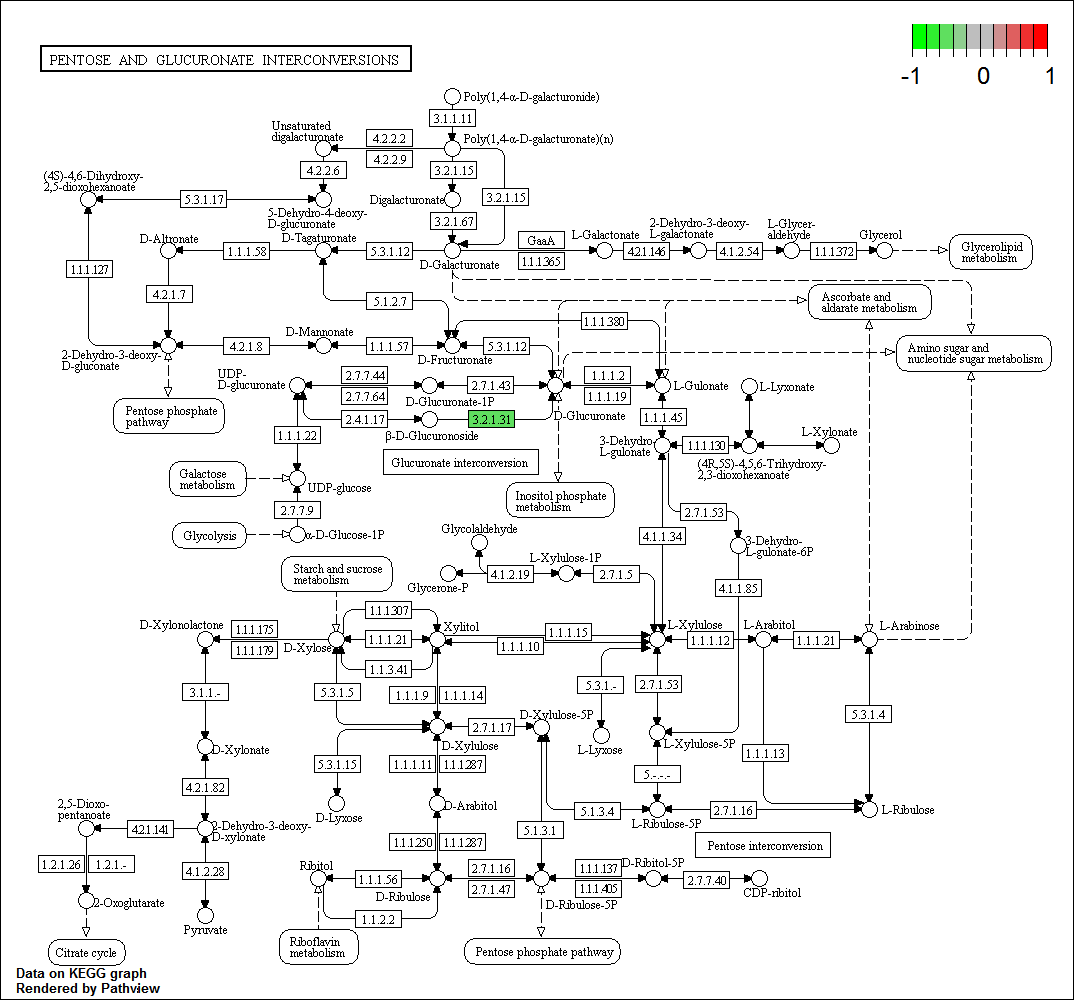 PENTOSE AND GLUCURONATE INTERCONVERSIONS
-1
0
1
Poly(1,4-α-D-galacturonide)
3.1.1.11
Unsaturated
digalacturonate
4.2.2.2
4.2.2.9
Poly(1,4-α-D-galacturonate)(n)
4.2.2.6
3.2.1.15
3.2.1.15
(4S)-4,6-Dihydroxy-
2,5-dioxohexanoate
5.3.1.17
Digalacturonate
5-Dehydro-4-deoxy-
D-glucuronate
3.2.1.67
D-Altronate
1.1.1.58
D-Tagaturonate
5.3.1.12
D-Galacturonate
GaaA
1.1.1365
L-Galactonate
4.2.1.146
2-Dehydro-3-deoxy-
L-galactonate
4.1.2.54
L-Glycer-
aldehyde
1.1.1372
Glycerol
Glycerolipid
metabolism
1.1.1.127
4.2.1.7
5.1.2.7
Ascorbate and
aldarate metabolism
1.1.1.380
2-Dehydro-3-deoxy-
D-gluconate
4.2.1.8
D-Mannonate
1.1.1.57
D-Fructuronate
5.3.1.12
Amino sugar and
nucleotide sugar metabolism
UDP-
D-glucuronate
2.7.7.44
2.7.7.64
D-Glucuronate-1P
2.7.1.43
D-Glucuronate
1.1.1.2
1.1.1.19
L-Gulonate
L-Lyxonate
Pentose phosphate
pathway
2.4.1.17
β-D-Glucuronoside
3.2.1.31
1.1.1.45
1.1.1.22
Glucuronate interconversion
3-Dehydro-
L-gulonate
1.1.1.130
L-Xylonate
(4R,5S)-4,5,6-Trihydroxy-
2,3-dioxohexanoate
Galactose
metabolism
UDP-glucose
Inositol phosphate
metabolism
2.7.7.9
2.7.1.53
Glycolysis
α-D-Glucose-1P
Glycolaldehyde
4.1.1.34
3-Dehydro-
L-gulonate-6P
Starch and sucrose
metabolism
Glycerone-P
4.1.2.19
L-Xylulose-1P
2.7.1.5
4.1.1.85
1.1.1307
D-Xylonolactone
1.1.1.175
1.1.1.179
D-Xylose
1.1.1.21
1.1.3.41
Xylitol
1.1.1.15
1.1.1.10
L-Xylulose
1.1.1.12
L-Arabitol
1.1.1.21
L-Arabinose
3.1.1.-
5.3.1.5
1.1.1.9
1.1.1.14
5.3.1.-
2.7.1.53
5.3.1.4
D-Xylonate
D-Xylulose
2.7.1.17
D-Xylulose-5P
L-Lyxose
L-Xylulose-5P
1.1.1.13
5.3.1.15
1.1.1.11
1.1.1287
5.-.-.-
4.2.1.82
D-Lyxose
D-Arabitol
5.1.3.4
L-Ribulose-5P
2.7.1.16
L-Ribulose
2,5-Dioxo-
pentanoate
4.2.1.141
2-Dehydro-3-deoxy-
D-xylonate
1.1.1250
1.1.1287
5.1.3.1
Pentose interconversion
1.2.1.26
1.2.1.-
4.1.2.28
Ribitol
1.1.1.56
D-Ribulose
2.7.1.16
2.7.1.47
D-Ribulose-5P
1.1.1.137
1.1.1.405
D-Ribitol-5P
2.7.7.40
CDP-ribitol
2-Oxoglutarate
Pyruvate
1.1.2.2
Citrate cycle
Riboflavin
metabolism
Pentose phosphate pathway
Data on KEGG graph
Rendered by Pathview